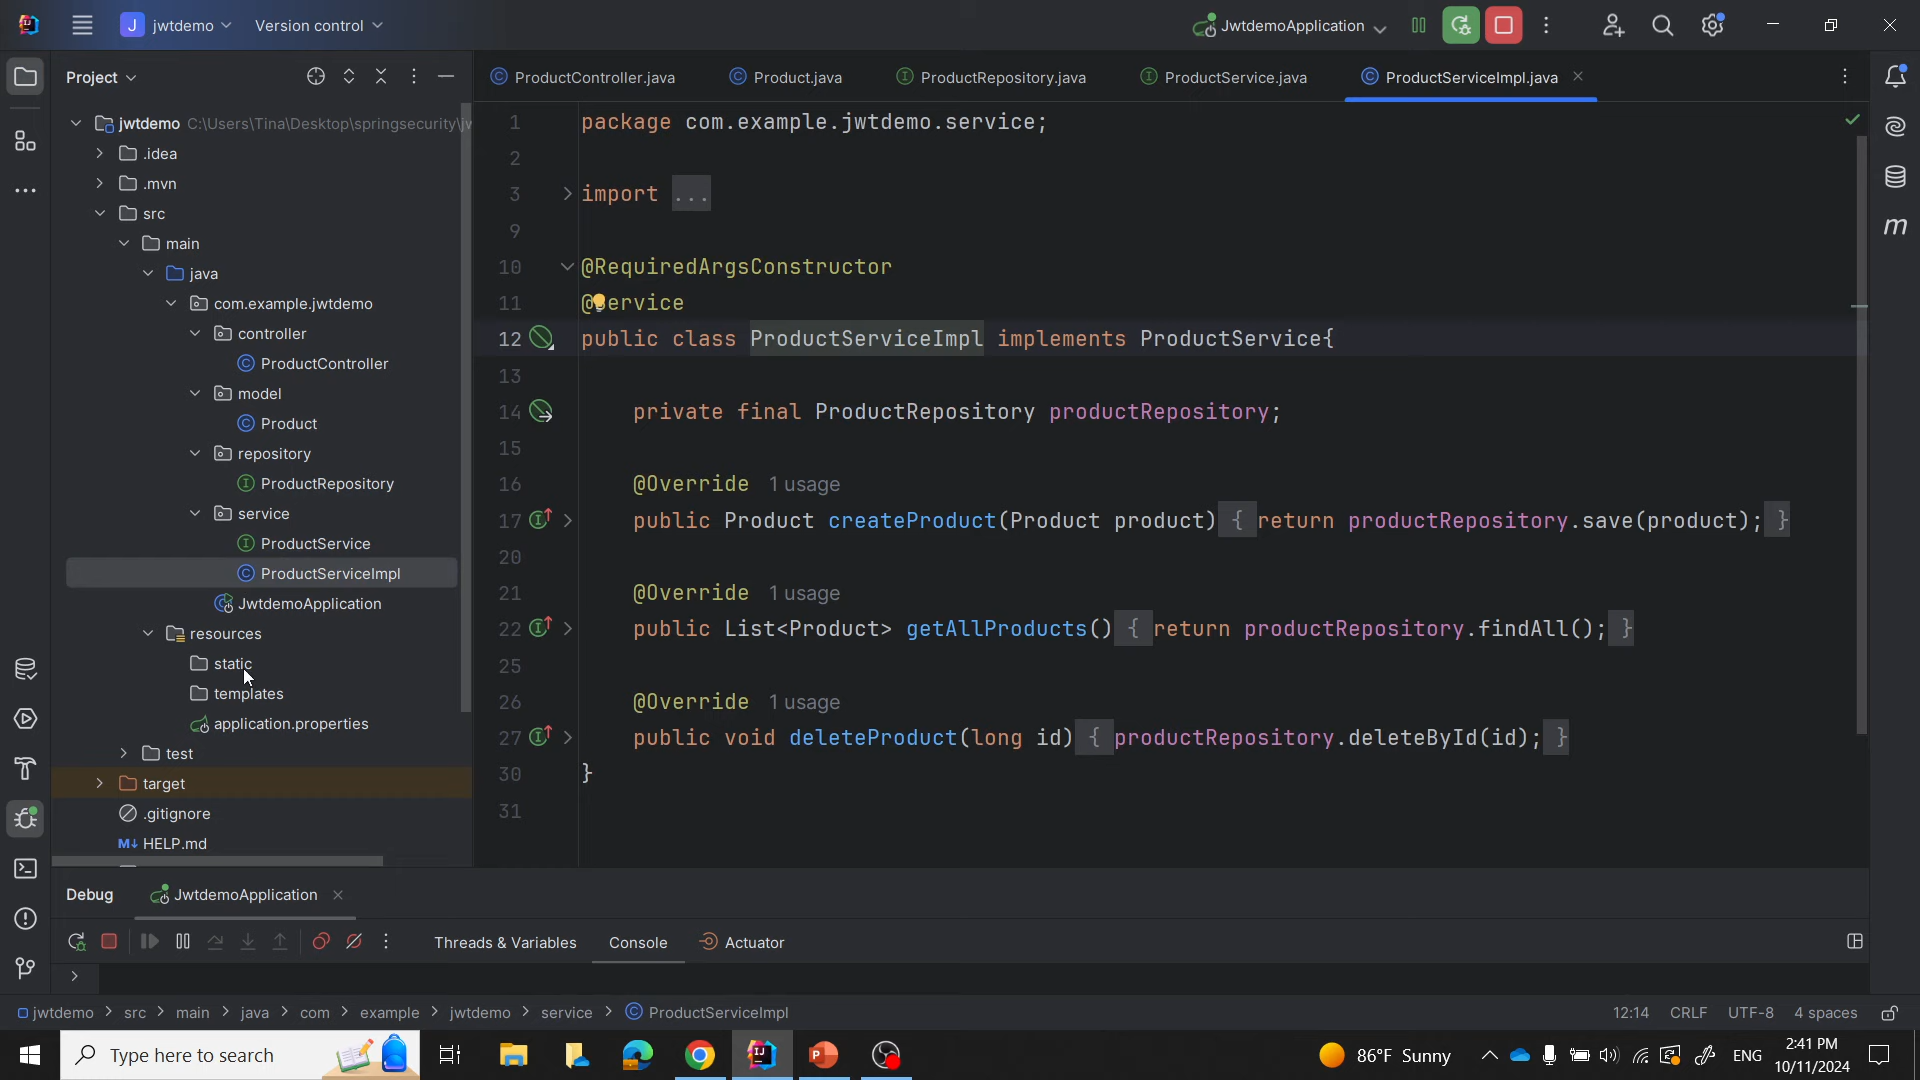 J jwtdemo Version control JwtdemoApplication
Project
ProductController.java Product.java ProductRepository.java ProductService.java ProductServiceImpl.java
jwtdemo C:\Users\Tina\Desktop\springsecurity\jw
.idea
.mvn
src
main
java
com.example.jwtdemo
controller
ProductController
model
Product
repository
ProductRepository
service
ProductService
ProductServiceImpl
JwtdemoApplication
resources
static
templates
application.properties
test
target
.gitignore
M↓ HELP.md
1 package com.example.jwtdemo.service;
2
3 import ...
9
10 @RequiredArgsConstructor
11 @Service
12 public class ProductServiceImpl implements ProductService{
13
14 private final ProductRepository productRepository;
15
16 @Override 1 usage
17 public Product createProduct(Product product) { return productRepository.save(product); }
20
21 @Override 1 usage
22 public List<Product> getAllProducts() { return productRepository.findAll(); }
25
26 @Override 1 usage
27 public void deleteProduct(long id) { productRepository.deleteById(id); }
30 }
31
m
Debug JwtdemoApplication
Threads & Variables Console Actuator
jwtdemo > src > main > java > com > example > jwtdemo > service > ProductServiceImpl 12:14 CRLF UTF-8 4 spaces
Type here to search 86°F Sunny ENG 2:41 PM
10/11/2024